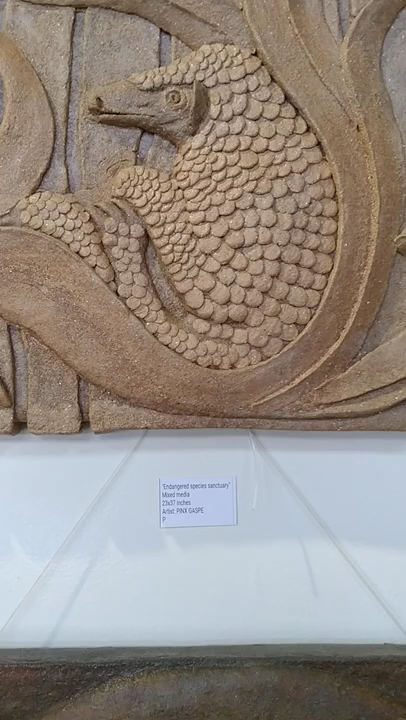 "Endangered species sanctuary"
Mixed media
23x37 inches
Artist: PINX GASPE
P